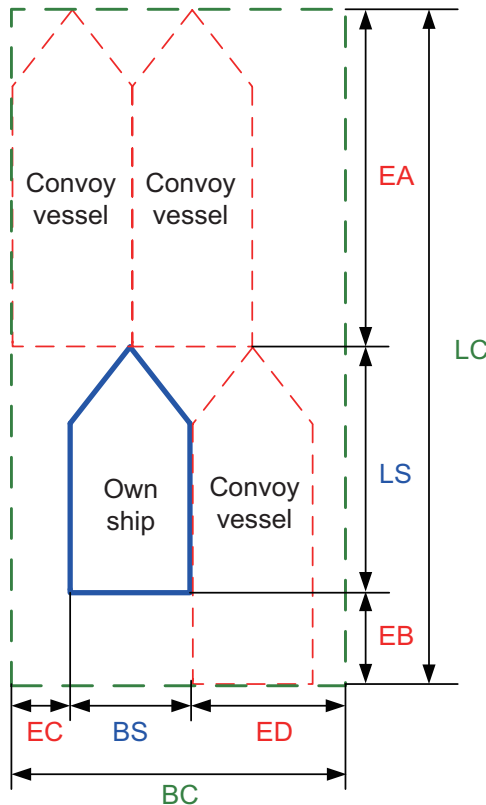 Convoy
vessel
Convoy
vessel
EA
LC
Own
ship
Convoy
vessel
LS
EB
EC
BS
ED
BC